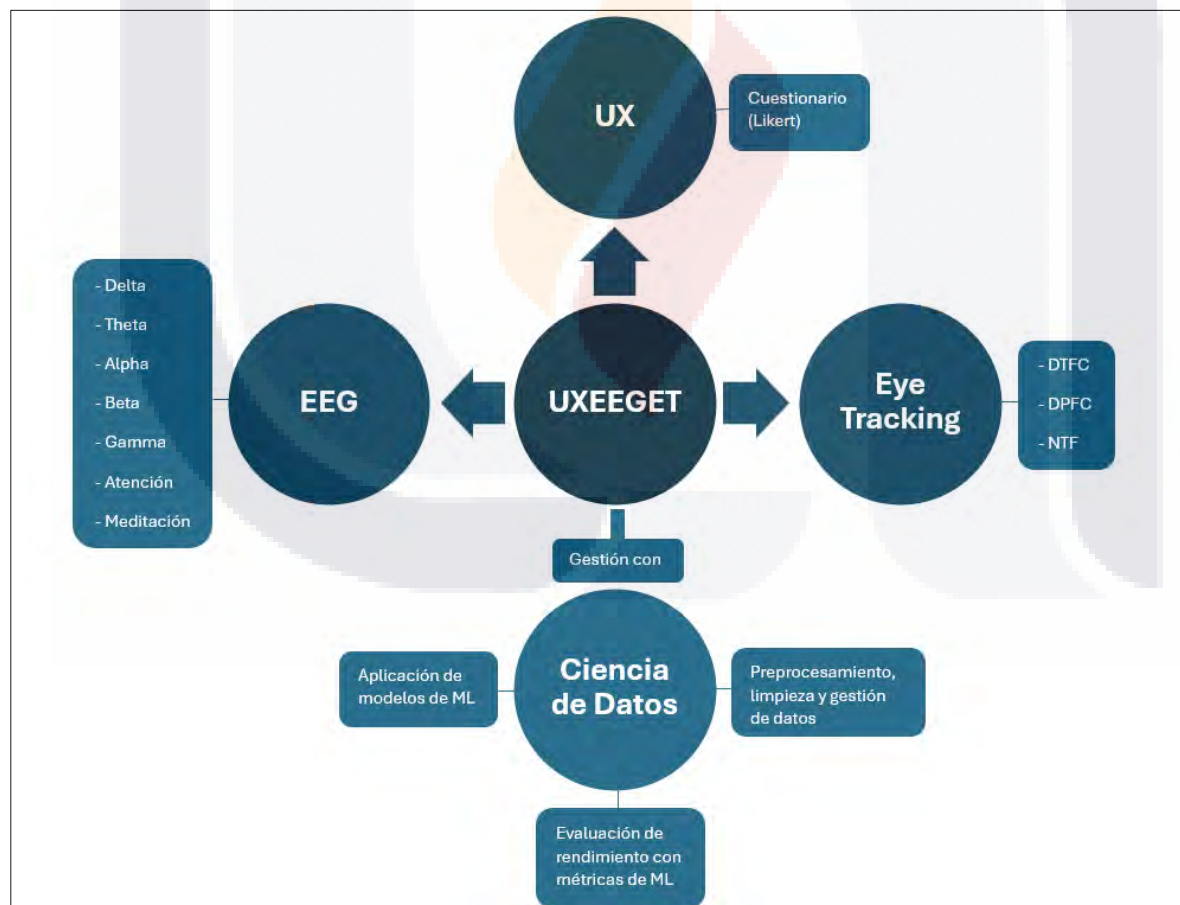 UX
Cuestionario
(Likert)
- Delta
- Theta
- Alpha
- Beta
- Gamma
- Atención
- Meditación
EEG
UXEEGET
Eye
Tracking
- DTFC
- DPFC
- NTF
Gestión con
Ciencia
de Datos
Aplicación de
modelos de ML
Preprocesamiento,
limpieza y gestión
de datos
Evaluación de
rendimiento con
métricas de ML